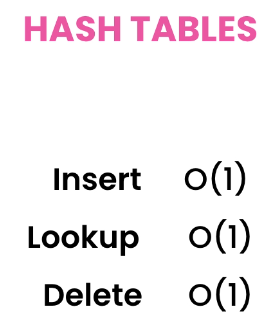 HASH TABLES
Insert O(1)
Lookup O(1)
Delete O(1)